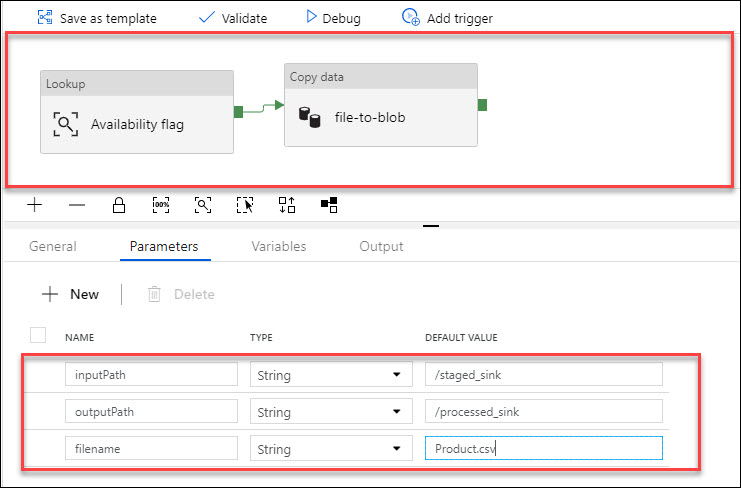 Save as template Validate Debug Add trigger
Lookup
Availability flag
Copy data
file-to-blob
100%
General Parameters Variables Output
New Delete
NAME TYPE DEFAULT VALUE
inputPath String /staged_sink
outputPath String /processed_sink
filename String Product.csv